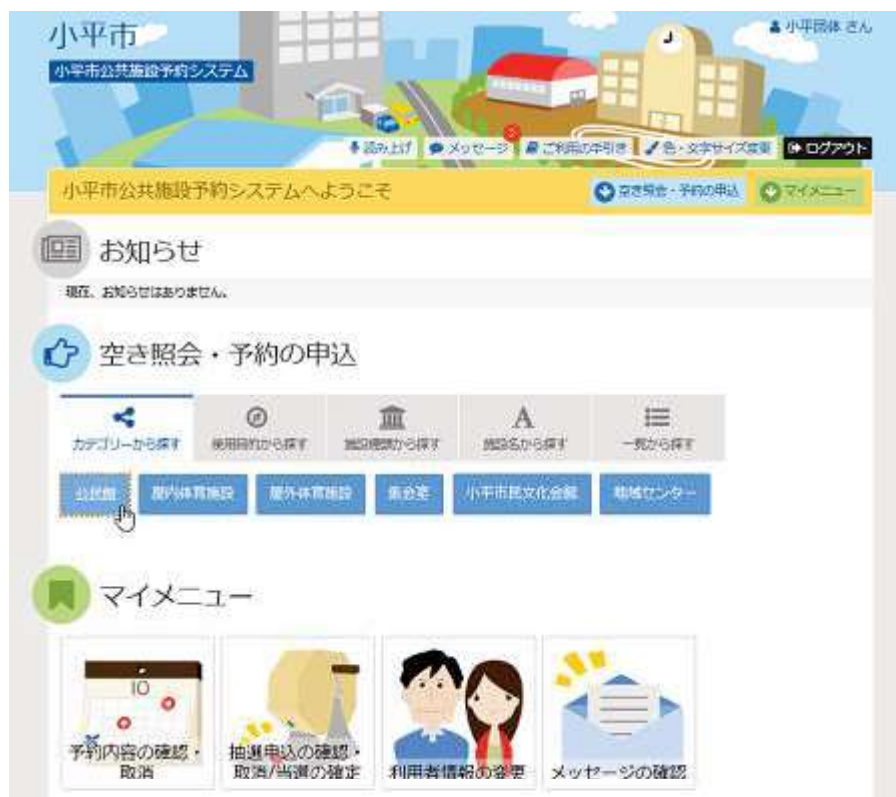 小平市
小平市公共施設予約システム
小平団体 さん
読み上げ
メッセージ
ご利用の手引き
色・文字サイズ変更
ログアウト
小平市公共施設予約システムへようこそ
空き照会・予約の申込
マイメニュー
お知らせ
現在、お知らせはありません。
空き照会・予約の申込
カテゴリーから探す
使用目的から探す
施設種類から探す
A
施設名から探す
一覧から探す
公民館
屋内体育施設
屋外体育施設
集会室
小平市民文化会館
地域センター
マイメニュー
10
予約内容の確認・
取消
抽選申込の確認・
取消/当選の確定
利用者情報の変更
メッセージの確認